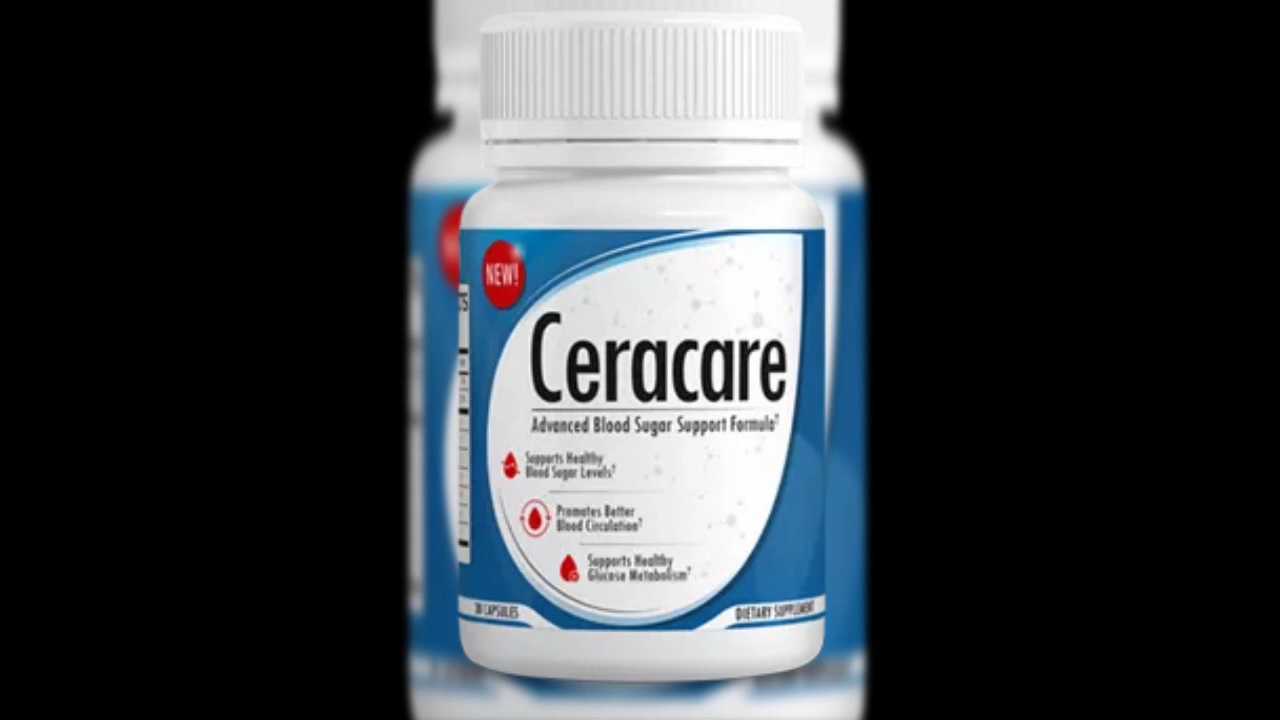 NEW!
Ceracare
Advanced Blood Sugar Support Formula†
Supports Healthy
Blood Sugar Levels†
Promotes Better
Blood Circulation†
Supports Healthy
Glucose Metabolism†
CAPSULES
DIETARY SUPPLEMENT